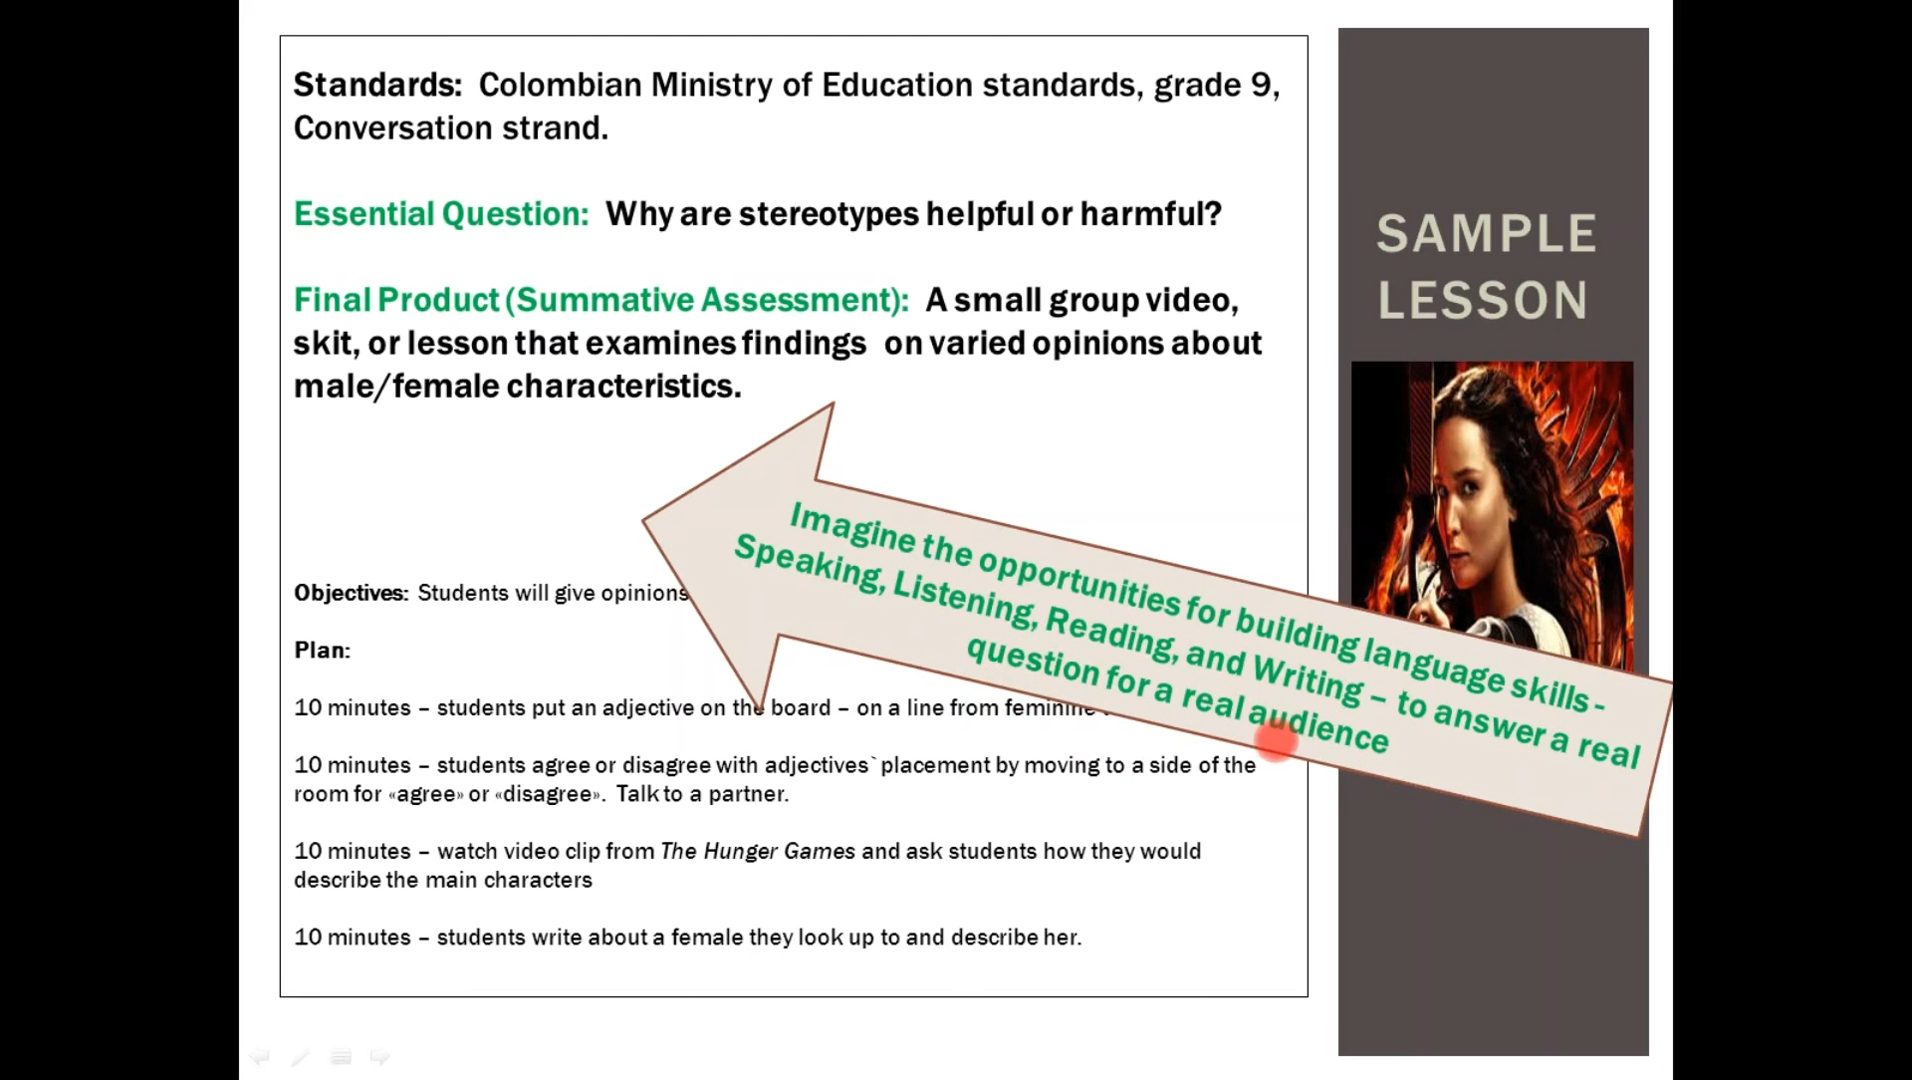 Standards: Colombian Ministry of Education standards, grade 9,
Conversation strand.
Essential Question: Why are stereotypes helpful or harmful?
Final Product (Summative Assessment): A small group video,
skit, or lesson that examines findings on varied opinions about
male/female characteristics.
Objectives: Students will give opinions
Plan:
10 minutes – students put an adjective on the board – on a line from feminine
10 minutes – students agree or disagree with adjectives` placement by moving to a side of the
room for «agree» or «disagree». Talk to a partner.
10 minutes – watch video clip from The Hunger Games and ask students how they would
describe the main characters
10 minutes – students write about a female they look up to and describe her.
Imagine the opportunities for building language skills -
Speaking, Listening, Reading, and Writing – to answer a real
question for a real audience
SAMPLE
LESSON